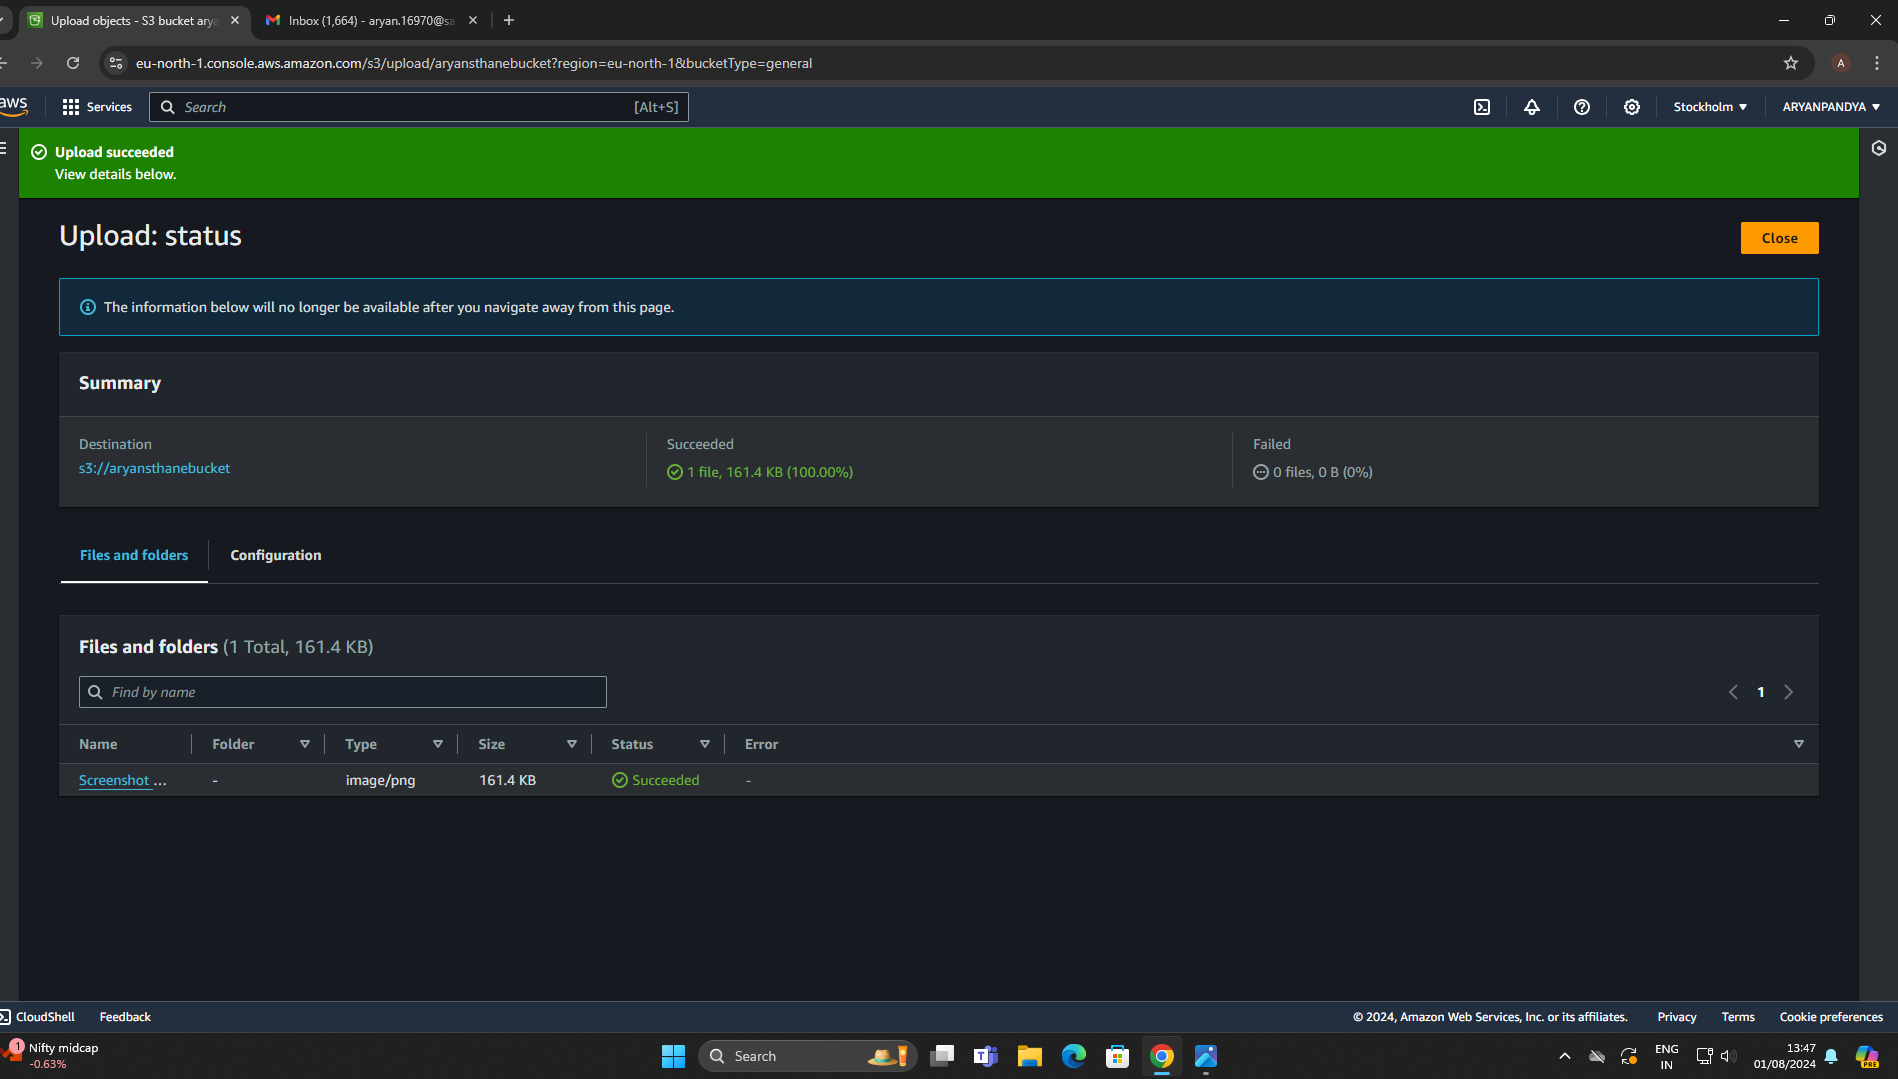 Upload objects - S3 bucket arya
Inbox (1,664) - aryan.16970@sa
eu-north-1.console.aws.amazon.com/s3/upload/aryansthanebucket?region=eu-north-1&bucketType=general
A
aws
Services
Search
[Alt+S]
Stockholm
ARYANPANDYA
Upload succeeded
View details below.
Upload: status
Close
The information below will no longer be available after you navigate away from this page.
Summary
Destination
s3://aryansthanebucket
Succeeded
1 file, 161.4 KB (100.00%)
Failed
0 files, 0 B (0%)
Files and folders
Configuration
Files and folders (1 Total, 161.4 KB)
Find by name
1
Name Folder Type Size Status Error
Screenshot ... - image/png 161.4 KB Succeeded -
CloudShell
Feedback
© 2024, Amazon Web Services, Inc. or its affiliates.
Privacy
Terms
Cookie preferences
1
Nifty midcap
-0.63%
Search
ENG
IN
13:47
01/08/2024
PRE